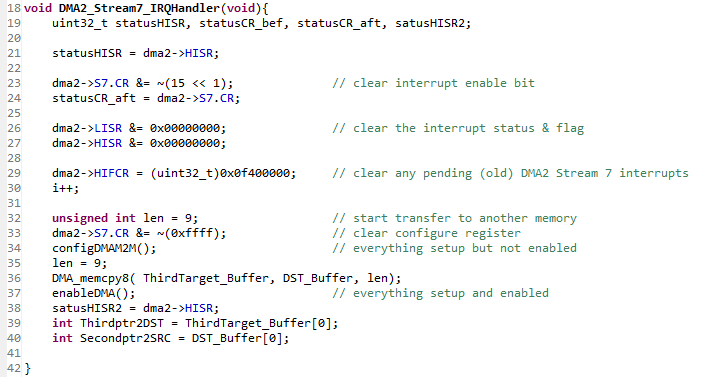 18 void DMA2_Stream7_IRQHandler(void){
19     uint32_t statusHISR, statusCR_bef, statusCR_aft, satusHISR2;
20
21     statusHISR = dma2->HISR;
22
23     dma2->S7.CR &= ~(15 << 1);             // clear interrupt enable bit
24     statusCR_aft = dma2->S7.CR;
25
26     dma2->LISR &= 0x00000000;              // clear the interrupt status & flag
27     dma2->HISR &= 0x00000000;
28
29     dma2->HIFCR = (uint32_t)0x0f400000;    // clear any pending (old) DMA2 Stream 7 interrupts
30     i++;
31
32     unsigned int len = 9;                  // start transfer to another memory
33     dma2->S7.CR &= ~(0xffff);              // clear configure register
34     configDMAM2M();                        // everything setup but not enabled
35     len = 9;
36     DMA_memcpy8( ThirdTarget_Buffer, DST_Buffer, len);
37     enableDMA();                           // everything setup and enabled
38     satusHISR2 = dma2->HISR;
39     int Thirdptr2DST = ThirdTarget_Buffer[0];
40     int Secondptr2SRC = DST_Buffer[0];
41
42 }